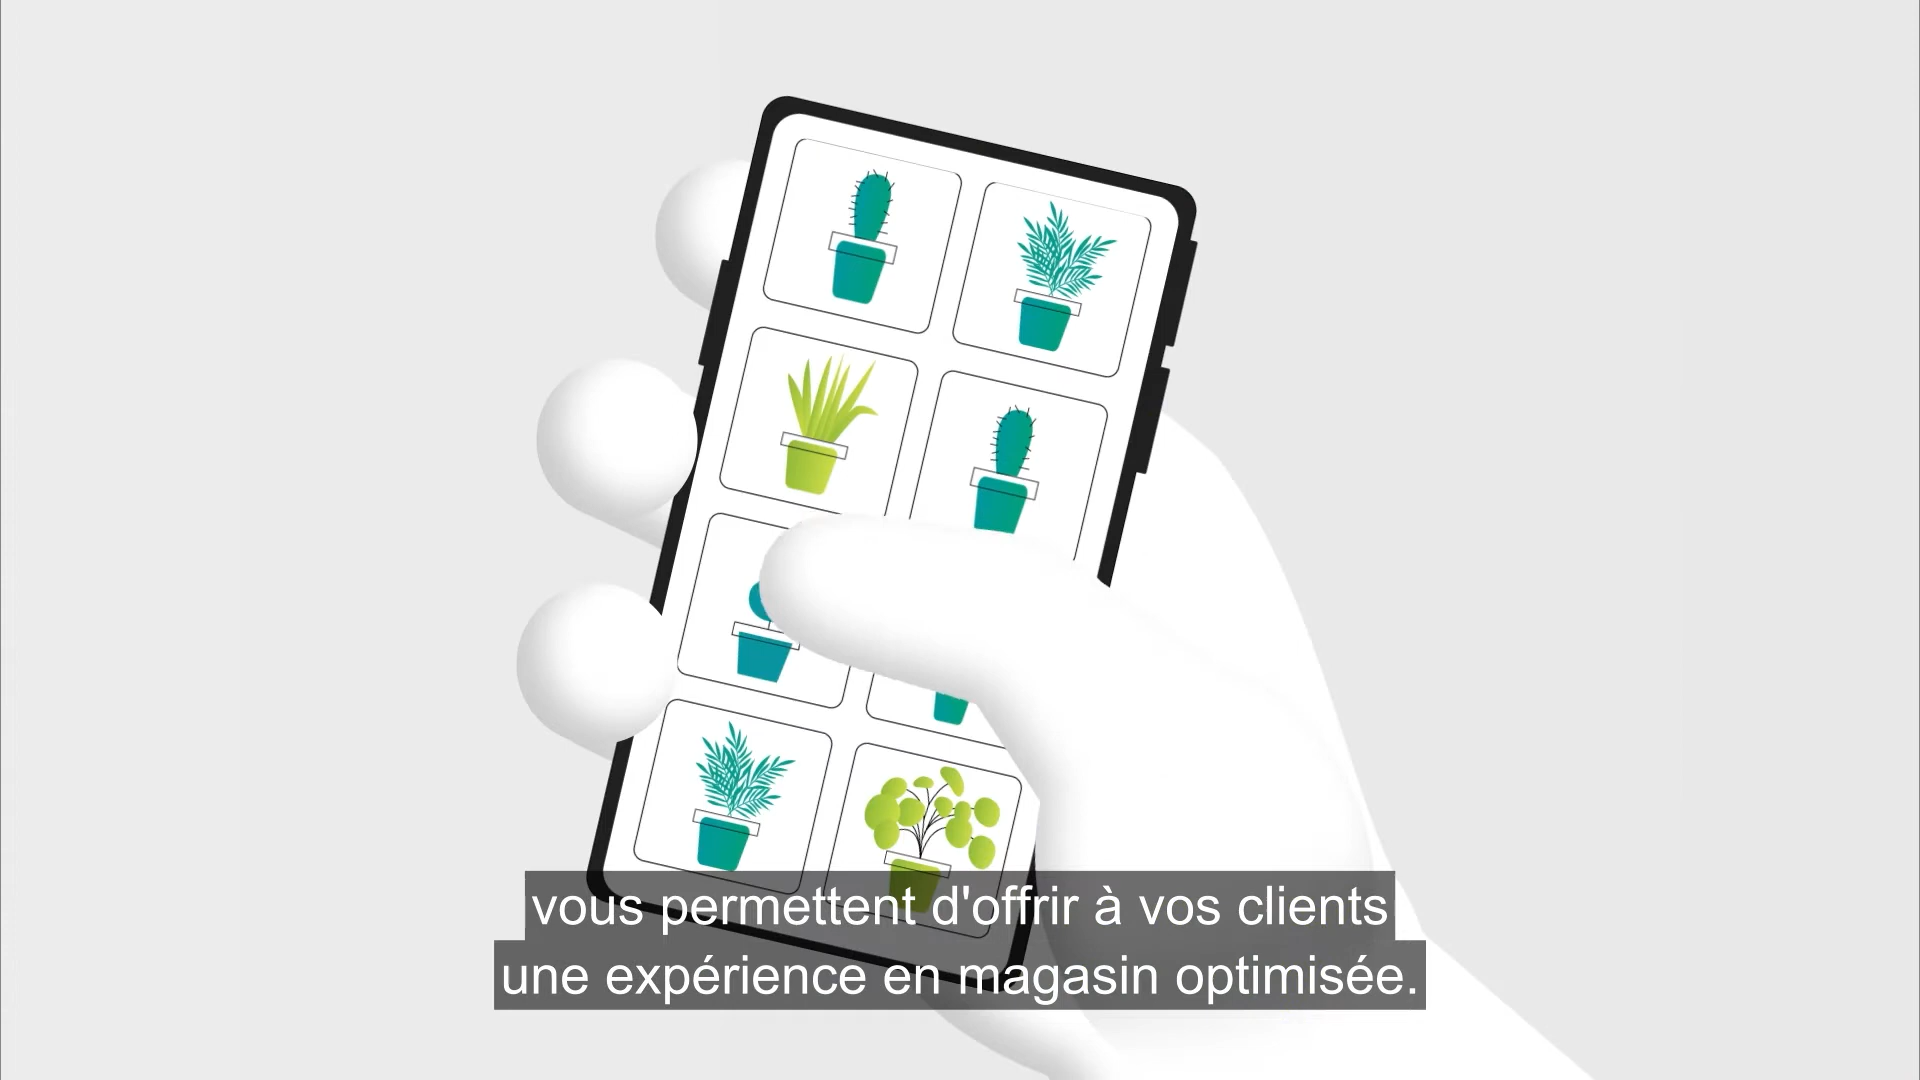 vous permettent d'offrir à vos clients
une expérience en magasin optimisée.